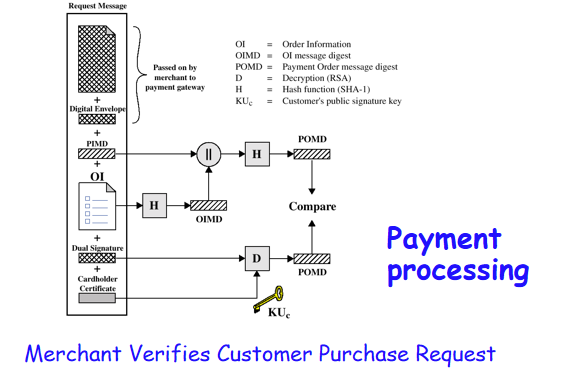 Request Message
Passed on by
merchant to
payment gateway
OI = Order Information
OIMD = OI message digest
POMD = Payment Order message digest
D = Decryption (RSA)
H = Hash function (SHA-1)
KUc = Customer's public signature key
+
Digital Envelope
+
PIMD
+
OI
||
H
POMD
H
OIMD
Compare
+
Dual Signature
D
POMD
+
Cardholder
Certificate
KUc
Payment
processing
Merchant Verifies Customer Purchase Request